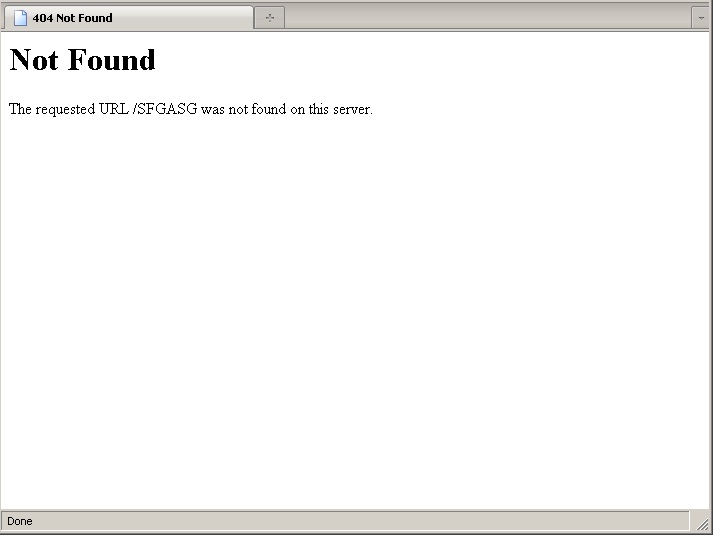 404 Not Found
Not Found
The requested URL /SFGASG was not found on this server.
Done